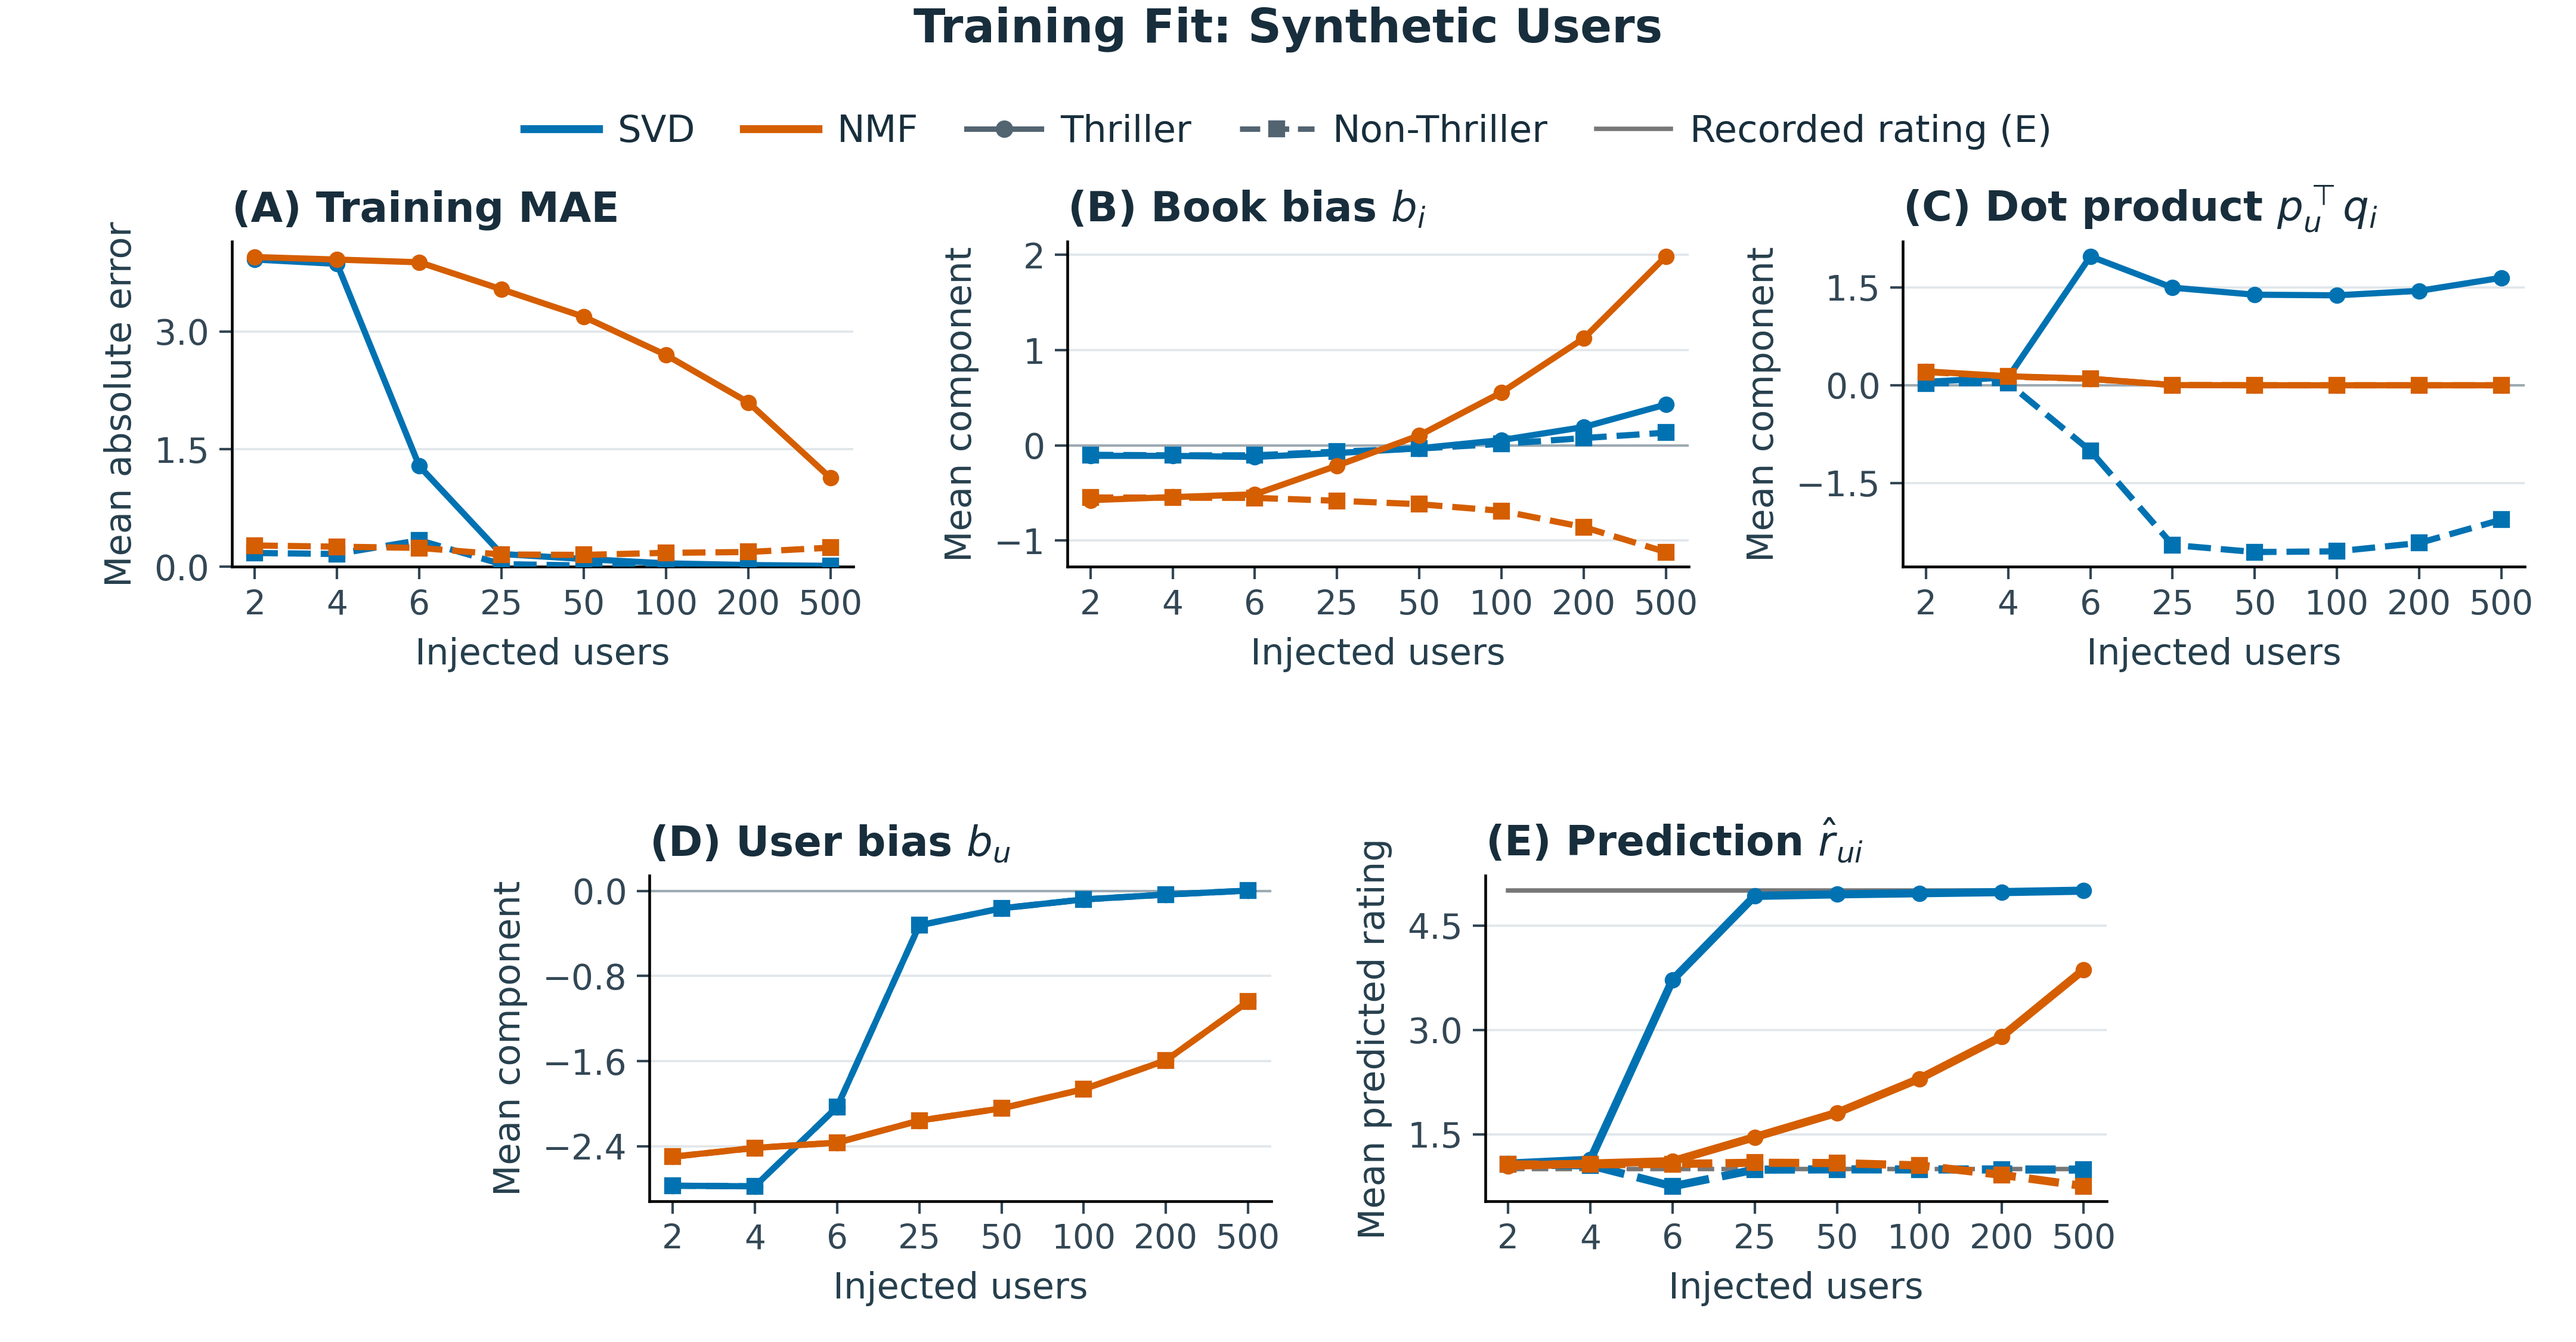 Training Fit: Synthetic Users
SVD NMF Thriller Non-Thriller Recorded rating (E)
(A) Training MAE
Mean absolute error
3.0
1.5
0.0
2 4 6 25 50 100 200 500
Injected users
(B) Book bias b_i
Mean component
2
1
0
−1
2 4 6 25 50 100 200 500
Injected users
(C) Dot product p_u^⊤ q_i
Mean component
1.5
0.0
−1.5
2 4 6 25 50 100 200 500
Injected users
(D) User bias b_u
Mean component
0.0
−0.8
−1.6
−2.4
2 4 6 25 50 100 200 500
Injected users
(E) Prediction r̂_ui
Mean predicted rating
4.5
3.0
1.5
2 4 6 25 50 100 200 500
Injected users